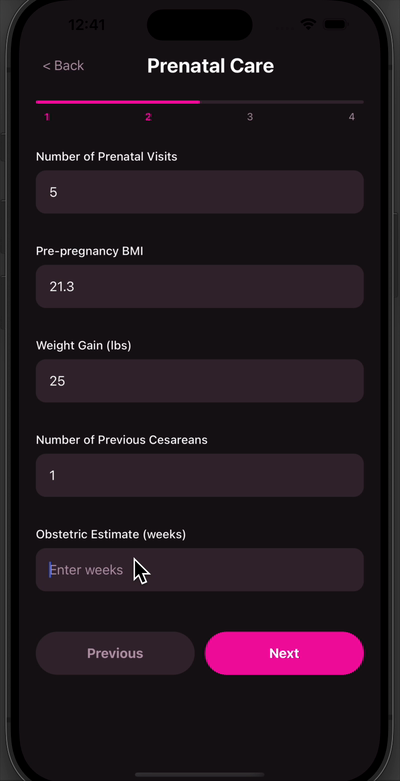 12:41
< Back
Prenatal Care
1 2 3 4
Number of Prenatal Visits
5
Pre-pregnancy BMI
21.3
Weight Gain (lbs)
25
Number of Previous Cesareans
1
Obstetric Estimate (weeks)
Enter weeks
Previous
Next